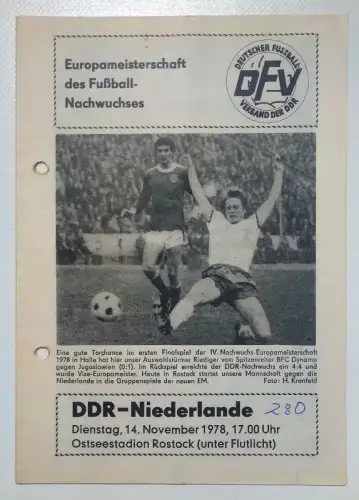 Europameisterschaft
des Fußball-
Nachwuchses
DEUTSCHER FUSSBALL-
DFV
VERBAND DER DDR
Eine gute Torchance im ersten Finalspiel der IV. Nachwuchs-Europameisterschaft
1978 in Halle hat hier unser Auswahlstürmer Riediger vom Spitzenreiter BFC Dynamo
gegen Jugoslawien (0:1). Im Rückspiel erreichte der DDR-Nachwuchs ein 4:4 und
wurde Vize-Europameister. Heute in Rostock startet unsere Mannschaft gegen die
Niederlande in die Gruppenspiele der neuen EM. Foto: H. Kronfeld
DDR-Niederlande 280
Dienstag, 14. November 1978, 17.00 Uhr
Ostseestadion Rostock (unter Flutlicht)